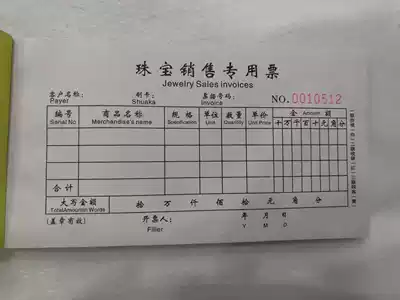 珠宝销售专用票
Jewelry Sales invoices
客户名称: 刷卡: 票据号码: NO.0010512
Payer Shuaka Invoice
编号 商品名称 规格 单位 数量 单价 金 Amount 额
Serial No Merchandise's name Specification Unit Quantity Unit Price 十万千百十元角分
合计
大写金额 拾 万 仟 佰 拾 元 角 分
Total Amount in Words
(盖章有效) 开票人: 年 月 日
Filler Y M D